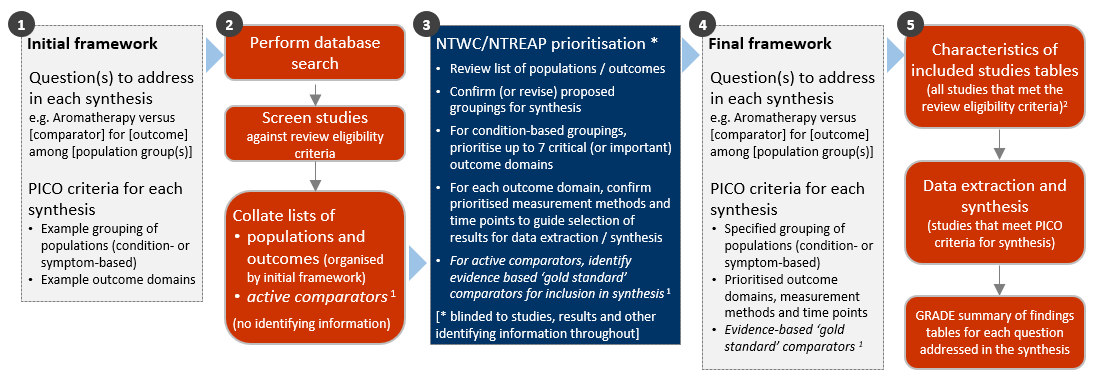 1
Initial framework
Question(s) to address
in each synthesis
e.g. Aromatherapy versus
[comparator] for [outcome]
among [population group(s)]
PICO criteria for each
synthesis
• Example grouping of
populations (condition- or
symptom-based)
• Example outcome domains
2
Perform database
search
Screen studies
against review eligibility
criteria
Collate lists of
• populations and
outcomes (organised
by initial framework)
• active comparators 1
(no identifying information)
3
NTWC/NTREAP prioritisation *
• Review list of populations / outcomes
• Confirm (or revise) proposed
groupings for synthesis
• For condition-based groupings,
prioritise up to 7 critical (or important)
outcome domains
• For each outcome domain, confirm
prioritised measurement methods and
time points to guide selection of
results for data extraction / synthesis
• For active comparators, identify
evidence based ‘gold standard’
comparators for inclusion in synthesis 1
[* blinded to studies, results and other
identifying information throughout]
4
Final framework
Question(s) to address
in each synthesis
e.g. Aromatherapy versus
[comparator] for [outcome]
among [population group(s)]
PICO criteria for each
synthesis
• Specified grouping of
populations (condition- or
symptom-based)
• Prioritised outcome
domains, measurement
methods and time points
• Evidence-based ‘gold
standard’ comparators 1
5
Characteristics of
included studies tables
(all studies that met the
review eligibility criteria)2
Data extraction and
synthesis
(studies that meet PICO
criteria for synthesis)
GRADE summary of findings
tables for each question
addressed in the synthesis